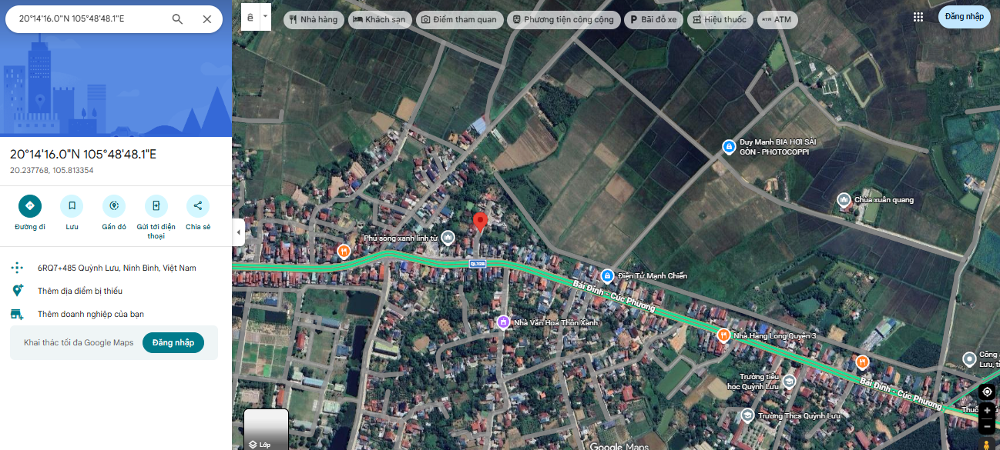 20°14'16.0"N 105°48'48.1"E
ê
Nhà hàng
Khách sạn
Điểm tham quan
Phương tiện công cộng
Bãi đỗ xe
Hiệu thuốc
ATM
ATM
Đăng nhập
20°14'16.0"N 105°48'48.1"E
20.237768, 105.813354
Đường đi
Lưu
Gần đó
Gửi tới điện
thoại
Chia sẻ
6RQ7+485 Quỳnh Lưu, Ninh Bình, Việt Nam
Thêm địa điểm bị thiếu
Thêm doanh nghiệp của bạn
Khai thác tối đa Google Maps
Đăng nhập
Duy Mạnh BIA HƠI SÀI
GÒN - PHOTOCOPPI
Chùa xuân quang
Phủ sòng xanh linh từ
QL12B
Điện Tử Mạnh Chiến
Bái Đính - Cúc Phương
Nhà Văn Hoá Thôn Xanh
Nhà Hàng Long Quyên 3
Công
Lưu, t
Trường tiểu
học Quỳnh Lưu
Bái Đính - Cúc Phương
Trường Thcs Quỳnh Lưu
Thuố
Lớp
Google Maps